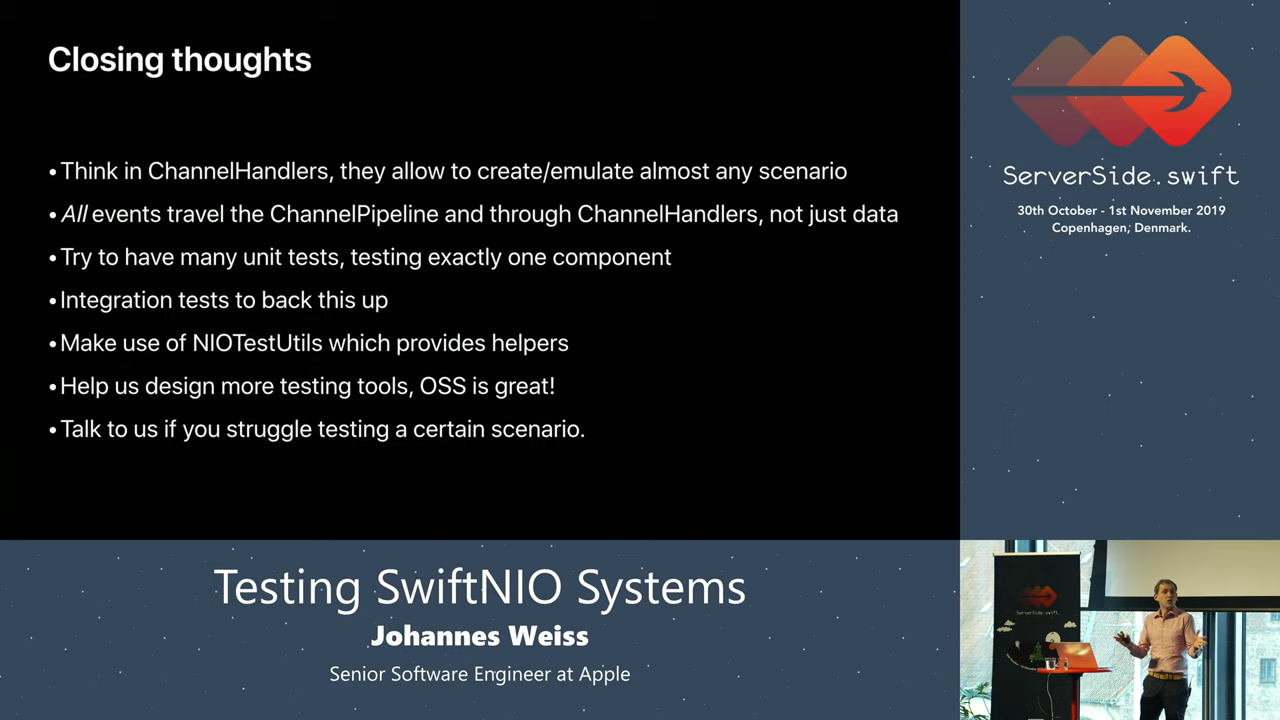 Closing thoughts
•Think in ChannelHandlers, they allow to create/emulate almost any scenario
•All events travel the ChannelPipeline and through ChannelHandlers, not just data
•Try to have many unit tests, testing exactly one component
•Integration tests to back this up
•Make use of NIOTestUtils which provides helpers
•Help us design more testing tools, OSS is great!
•Talk to us if you struggle testing a certain scenario.
ServerSide.swift
30th October - 1st November 2019
Copenhagen, Denmark.
Testing SwiftNIO Systems
Johannes Weiss
Senior Software Engineer at Apple
ServerSide.swift